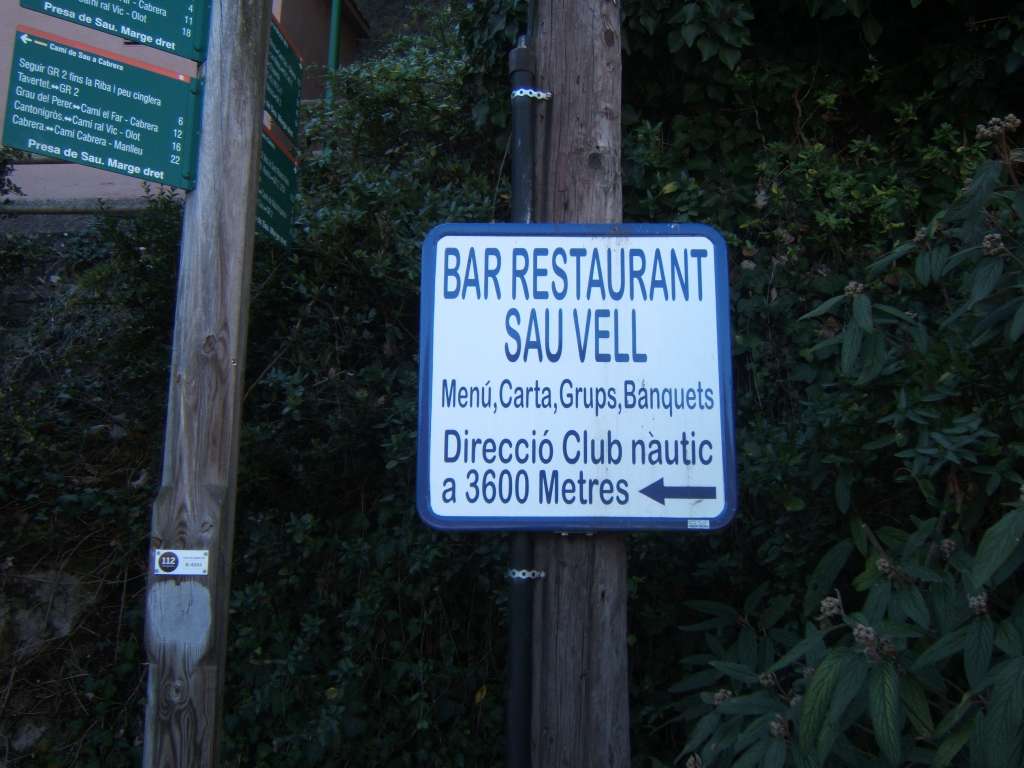 4
Camí ral Vic - Olot 11
Presa de Sau. Marge dret 18
Camí de Sau a Cabrera
Seguir GR 2 fins la Riba i peu cinglera
Tavertet.↔GR 2 6
Grau del Perer.↔Camí el Far - Cabrera 12
Cantonigròs.↔Camí ral Vic - Olot 16
Cabrera.↔Camí Cabrera - Manlleu 22
Presa de Sau. Marge dret
BAR RESTAURANT
SAU VELL
Menú,Carta,Grups,Banquets
Direcció Club nàutic
a 3600 Metres
112